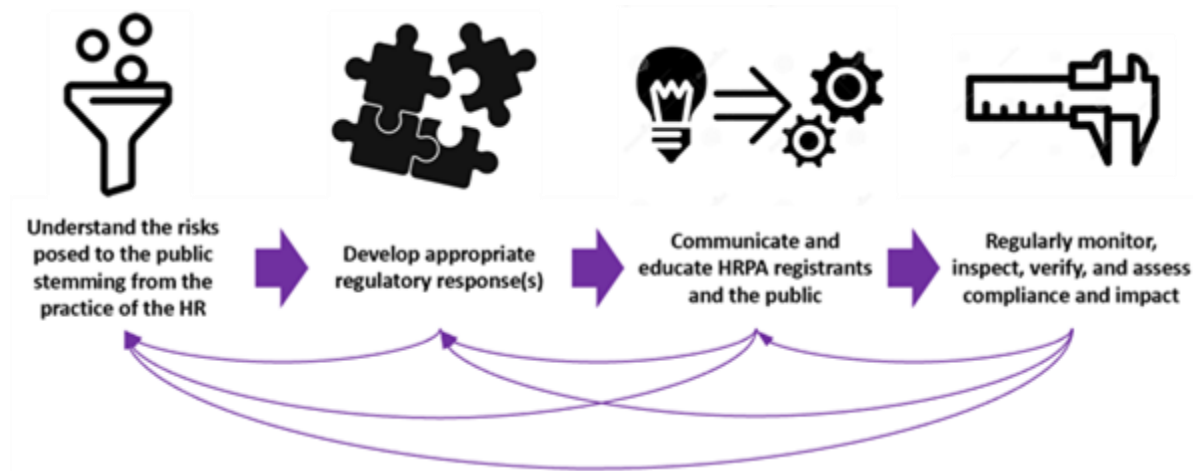 Understand the risks
posed to the public
stemming from the
practice of the HR
Develop appropriate
regulatory response(s)
Communicate and
educate HRPA registrants
and the public
Regularly monitor,
inspect, verify, and assess
compliance and impact